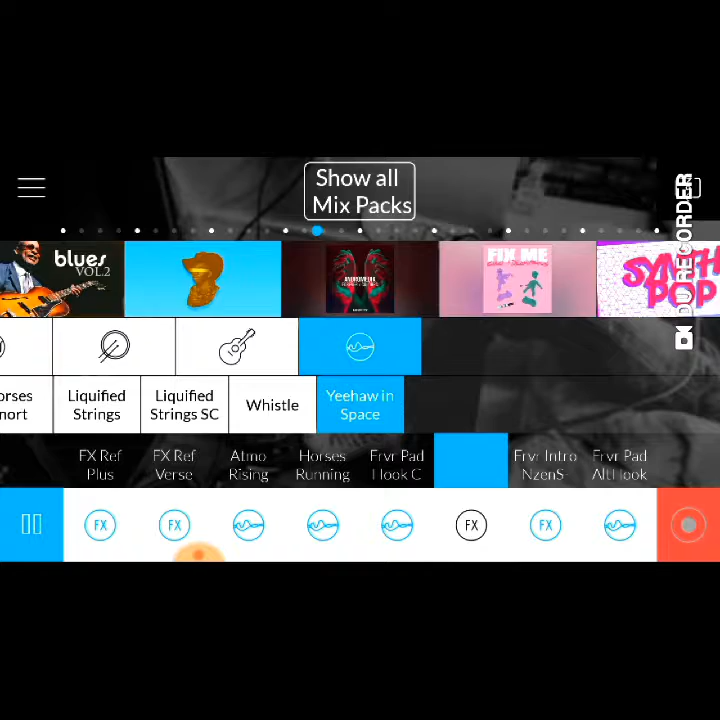 Show all
Mix Packs
DU RECORDER
blues
VOL.2
ANDROMEDIK
FIX ME
SYNTH
POP
orses
nort
Liquified
Strings
Liquified
Strings SC
Whistle
Yeehaw in
Space
FX Ref
Plus
FX Ref
Verse
Atmo
Rising
Horses
Running
Frvr Pad
Hook C
Frvr Intro
NzenS
Frvr Pad
AltHook
FX
FX
FX
FX